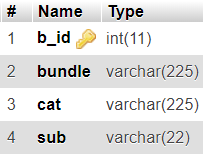 # Name Type
1 b_id int(11)
2 bundle varchar(225)
3 cat varchar(225)
4 sub varchar(22)